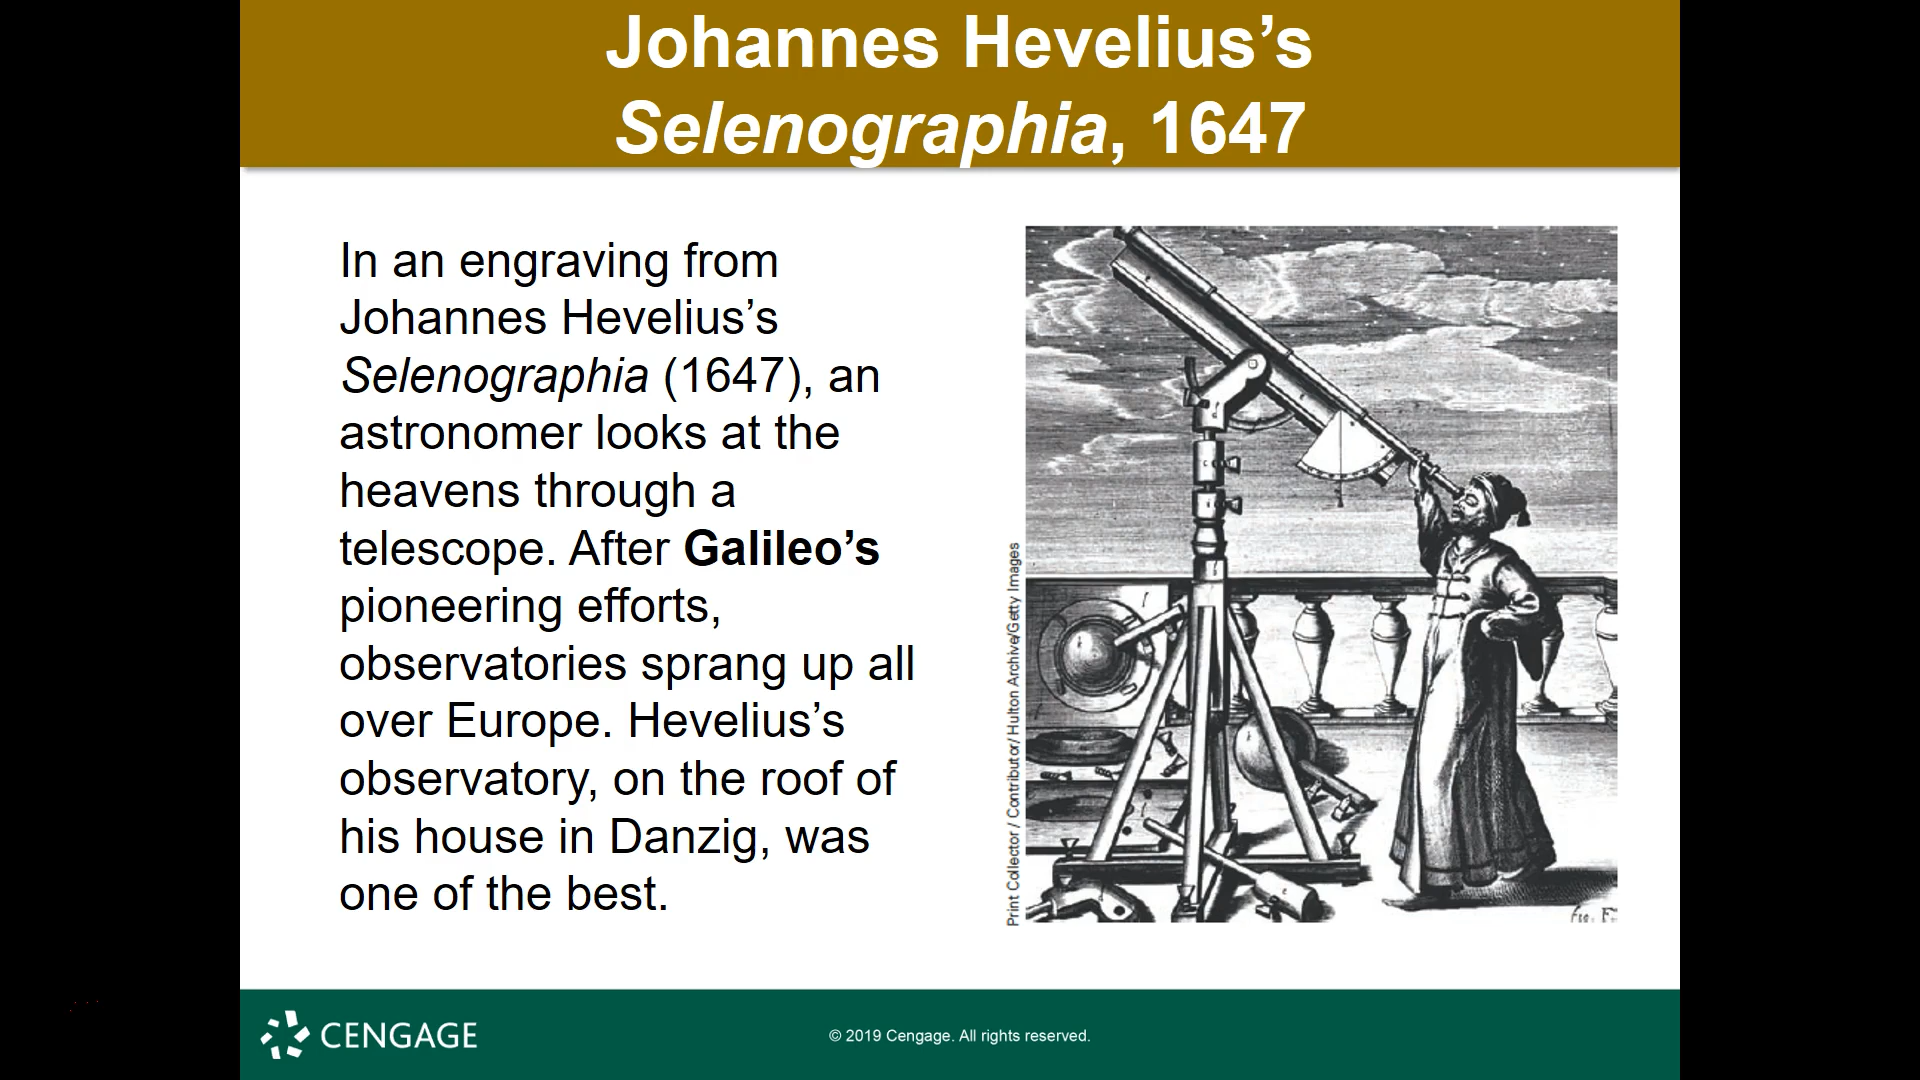 Johannes Hevelius’s
Selenographia, 1647
In an engraving from
Johannes Hevelius’s
Selenographia (1647), an
astronomer looks at the
heavens through a
telescope. After Galileo’s
pioneering efforts,
observatories sprang up all
over Europe. Hevelius’s
observatory, on the roof of
his house in Danzig, was
one of the best.
Print Collector / Contributor/ Hulton Archive/Getty Images
CENGAGE
© 2019 Cengage. All rights reserved.